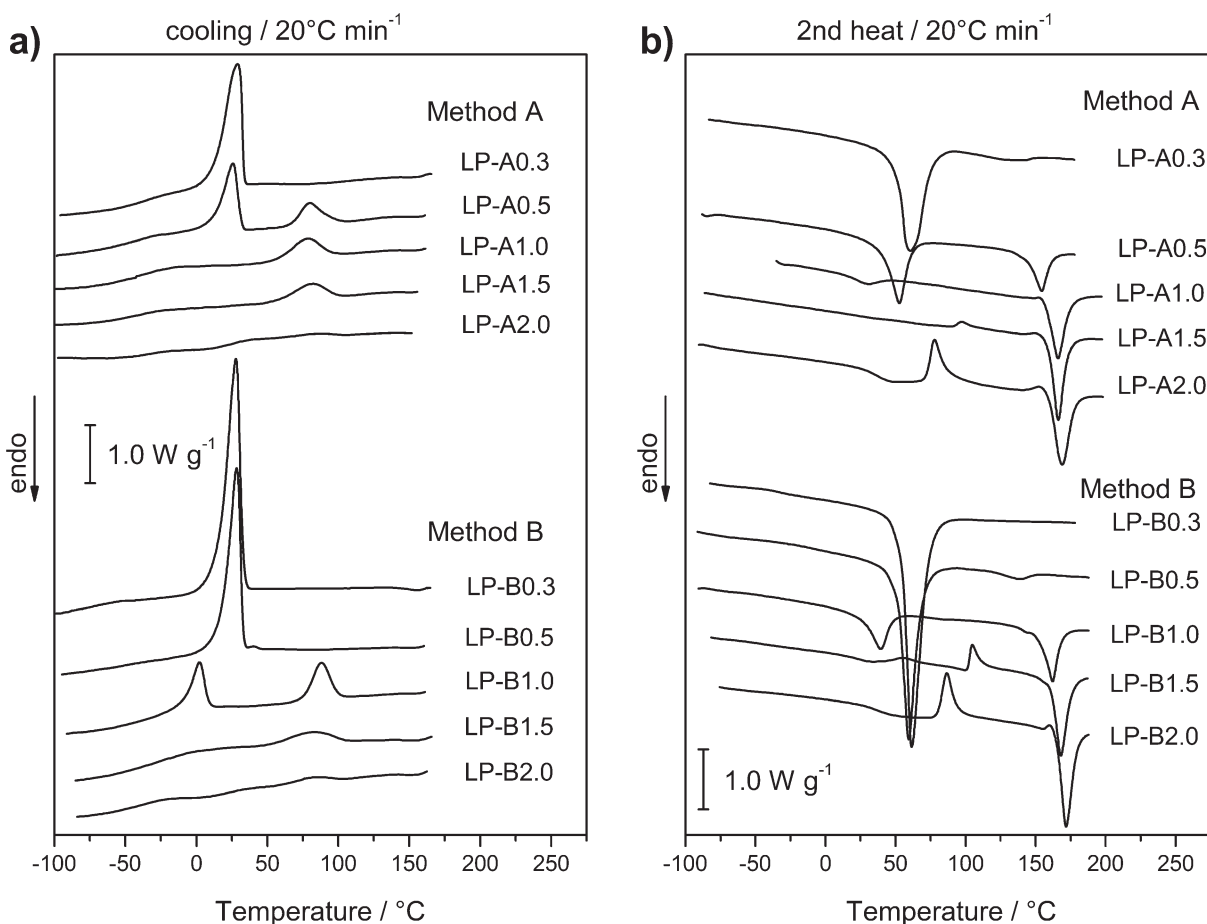 a)
cooling / 20°C min-1
Method A
LP-A0.3
LP-A0.5
LP-A1.0
LP-A1.5
LP-A2.0
endo
1.0 W g-1
Method B
LP-B0.3
LP-B0.5
LP-B1.0
LP-B1.5
LP-B2.0
-100 -50 0 50 100 150 200 250
Temperature / °C
b)
2nd heat / 20°C min-1
Method A
LP-A0.3
LP-A0.5
LP-A1.0
LP-A1.5
LP-A2.0
endo
Method B
LP-B0.3
LP-B0.5
LP-B1.0
LP-B1.5
LP-B2.0
1.0 W g-1
-100 -50 0 50 100 150 200 250
Temperature / °C